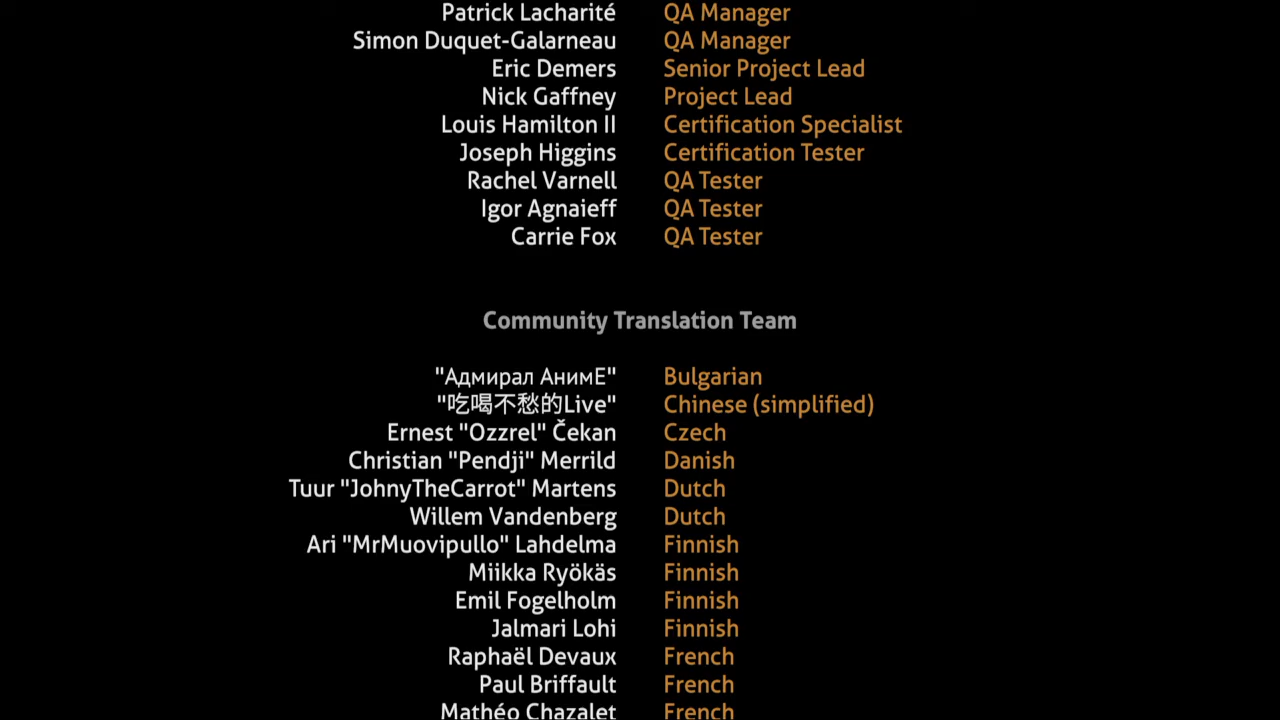 Patrick Lacharité QA Manager
Simon Duquet-Galarneau QA Manager
Eric Demers Senior Project Lead
Nick Gaffney Project Lead
Louis Hamilton II Certification Specialist
Joseph Higgins Certification Tester
Rachel Varnell QA Tester
Igor Agnaieff QA Tester
Carrie Fox QA Tester
Community Translation Team
"Адмирал АнимЕ" Bulgarian
"吃喝不愁的Live" Chinese (simplified)
Ernest "Ozzrel" Čekan Czech
Christian "Pendji" Merrild Danish
Tuur "JohnyTheCarrot" Martens Dutch
Willem Vandenberg Dutch
Ari "MrMuovipullo" Lahdelma Finnish
Miikka Ryökäs Finnish
Emil Fogelholm Finnish
Jalmari Lohi Finnish
Raphaël Devaux French
Paul Briffault French
Mathéo Chazalet French